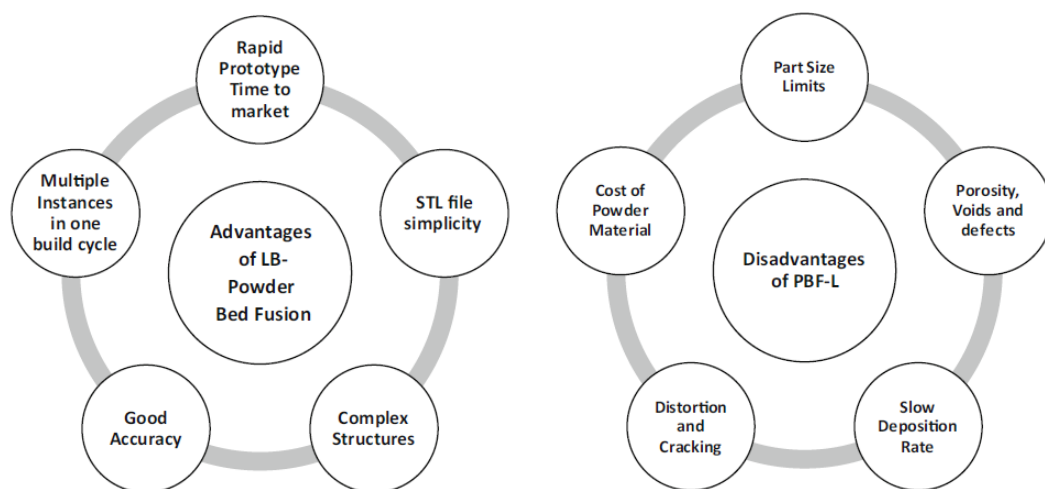 Rapid
Prototype
Time to
market
STL file
simplicity
Complex
Structures
Good
Accuracy
Multiple
Instances
in one
build cycle
Advantages
of LB-
Powder
Bed Fusion
Part Size
Limits
Porosity,
Voids and
defects
Slow
Deposition
Rate
Distortion
and
Cracking
Cost of
Powder
Material
Disadvantages
of PBF-L